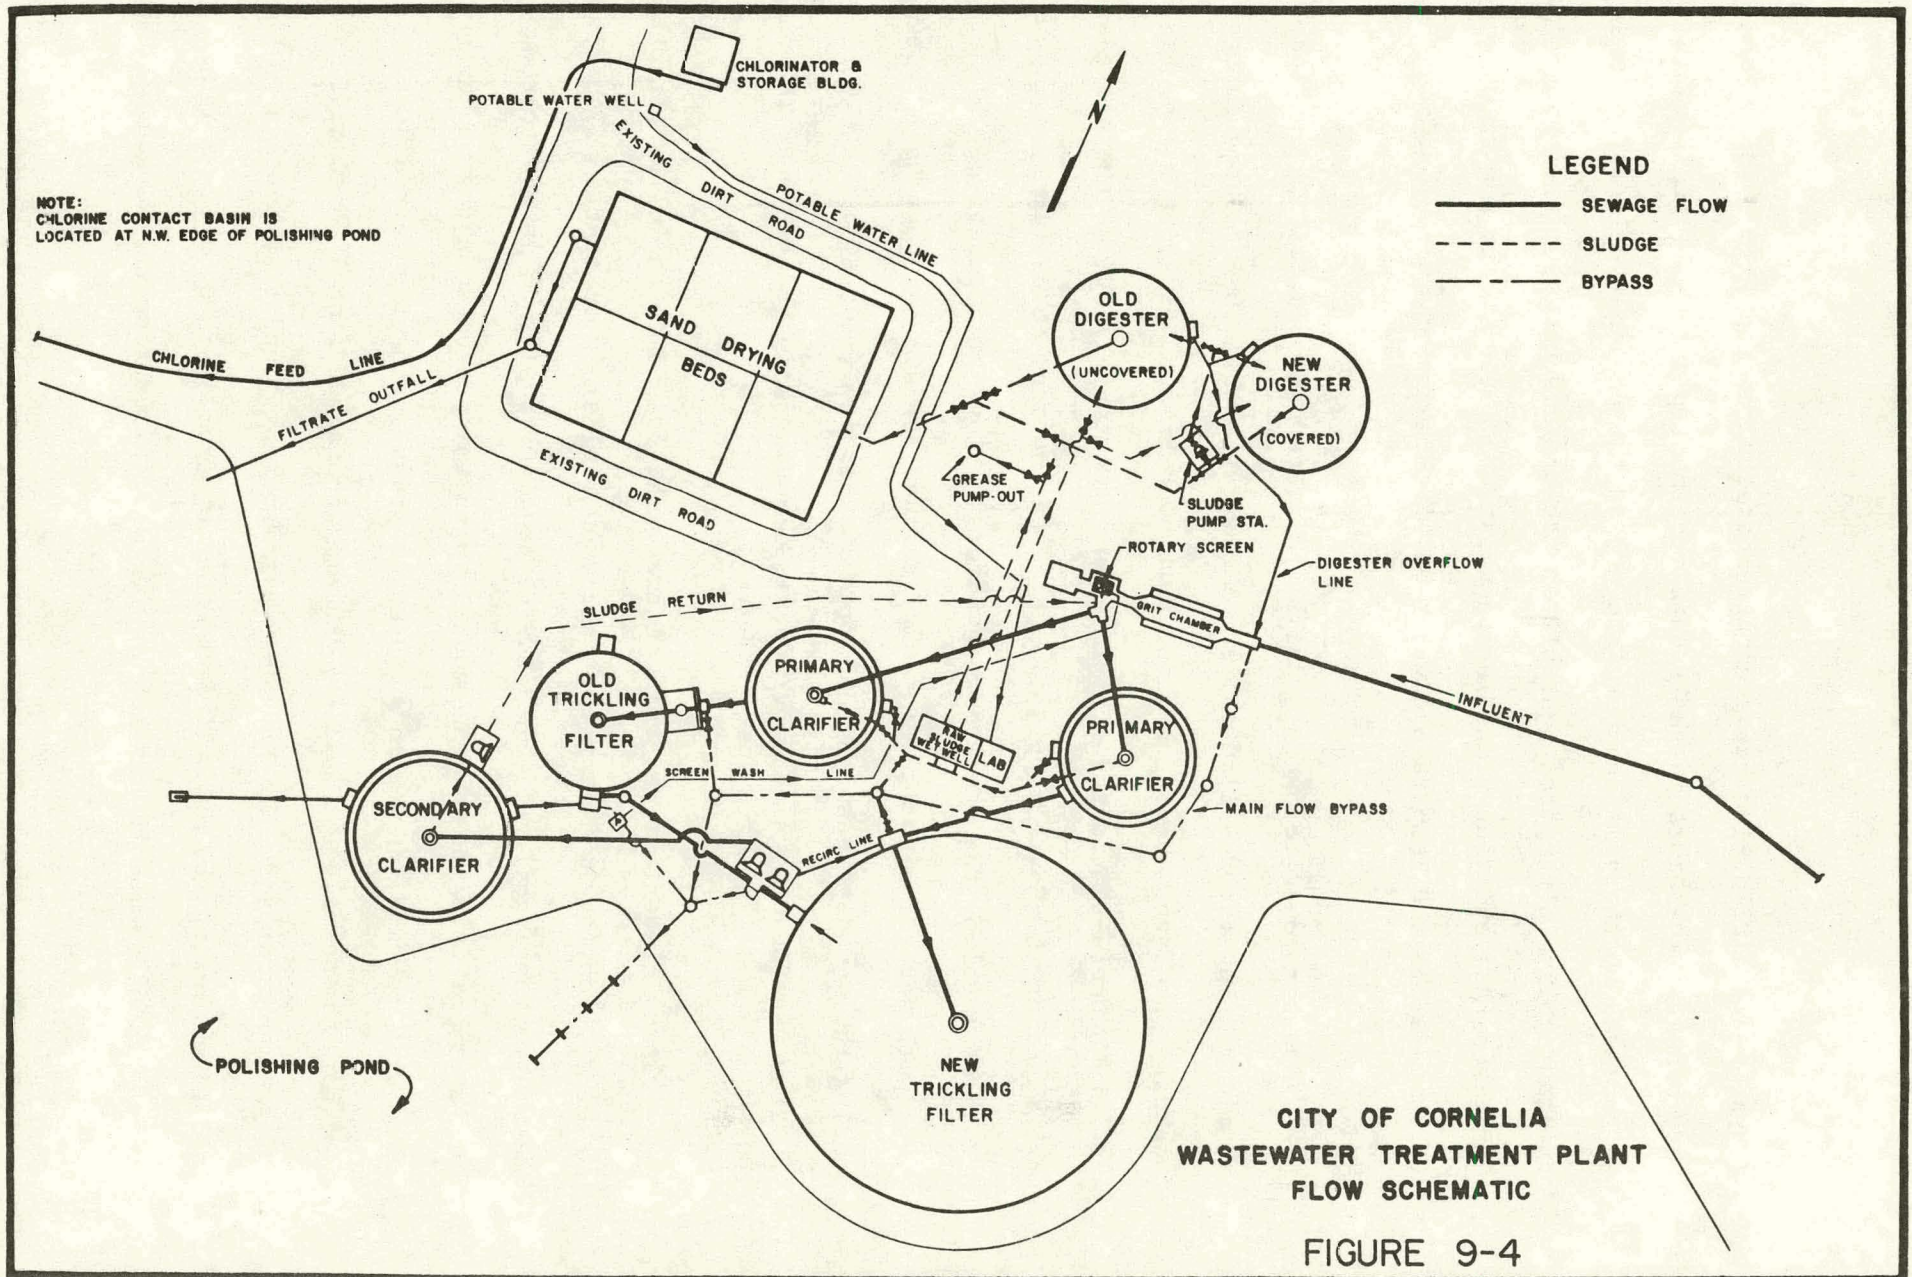 CHLORINATOR &
STORAGE BLDG.
POTABLE WATER WELL
EXISTING DIRT ROAD
POTABLE WATER LINE
N
NOTE:
CHLORINE CONTACT BASIN IS
LOCATED AT N.W. EDGE OF POLISHING POND
LEGEND
SEWAGE FLOW
SLUDGE
BYPASS
SAND DRYING
BEDS
CHLORINE FEED LINE
FILTRATE OUTFALL
EXISTING DIRT ROAD
OLD
DIGESTER
(UNCOVERED)
NEW
DIGESTER
(COVERED)
GREASE
PUMP-OUT
SLUDGE
PUMP STA.
ROTARY SCREEN
DIGESTER OVERFLOW
LINE
GRIT CHAMBER
SLUDGE RETURN
INFLUENT
OLD
TRICKLING
FILTER
PRIMARY
CLARIFIER
RAW
SLUDGE
WETWELL
LAB
PRIMARY
CLARIFIER
SCREEN WASH LINE
MAIN FLOW BYPASS
SECONDARY
CLARIFIER
RECIRC LINE
POLISHING POND
NEW
TRICKLING
FILTER
CITY OF CORNELIA
WASTEWATER TREATMENT PLANT
FLOW SCHEMATIC
FIGURE 9-4